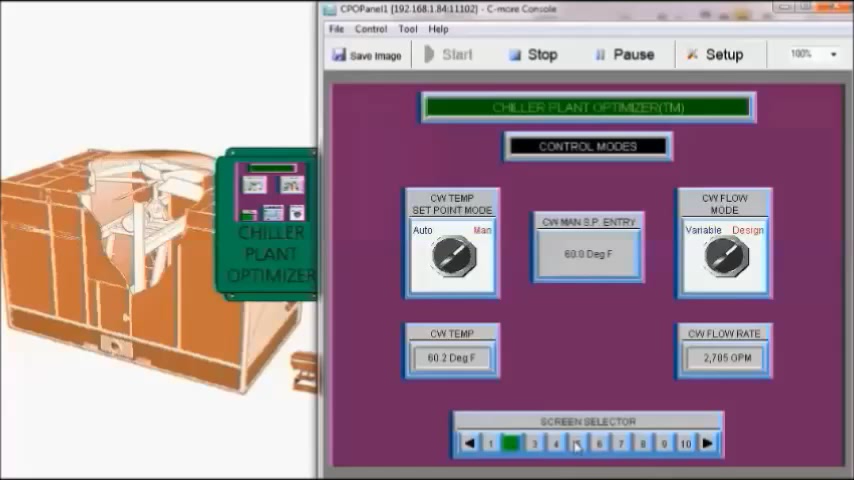 CPOPanel1 [192.168.1.84:11102] - C-more Console
File Control Tool Help
Save Image Start Stop Pause Setup 100%
CHILLER PLANT OPTIMIZER(TM)
CONTROL MODES
CW TEMP
SET POINT MODE
Auto Man
CW MAN S.P. ENTRY
60.0 Deg F
CW FLOW
MODE
Variable Design
CHILLER
PLANT
OPTIMIZER
CW TEMP
60.2 Deg F
CW FLOW RATE
2,705 GPM
SCREEN SELECTOR
1 3 4 5 6 7 8 9 10